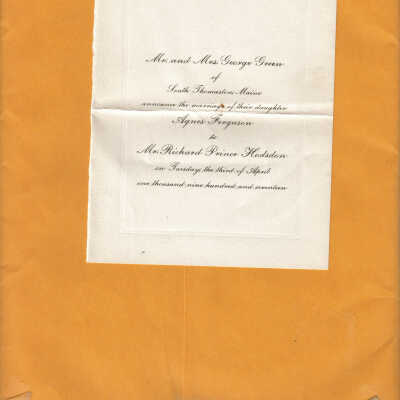 Mr. and Mrs. George Green
of
South Thomaston, Maine
announce the marriage of their daughter
Agnes Ferguson
to
Mr. Richard Prince Hodsdon
on Tuesday, the third of April
one thousand, nine hundred and seventeen